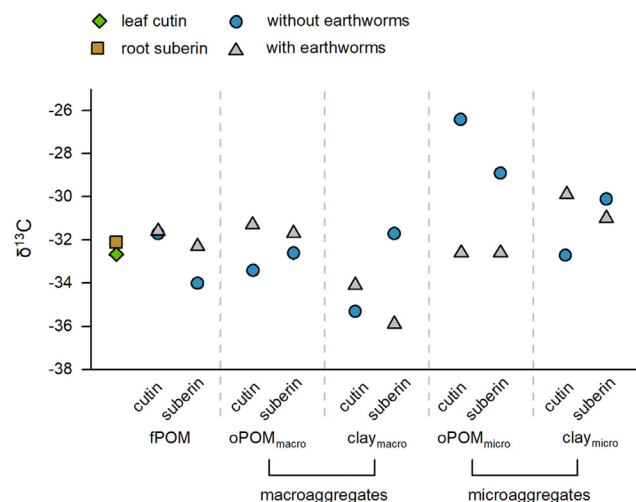 leaf cutin
without earthworms
root suberin
with earthworms
δ¹³C
-26
-28
-30
-32
-34
-36
-38
cutin suberin cutin suberin cutin suberin cutin suberin cutin suberin
fPOM oPOMmacro claymacro oPOMmicro claymicro
macroaggregates microaggregates